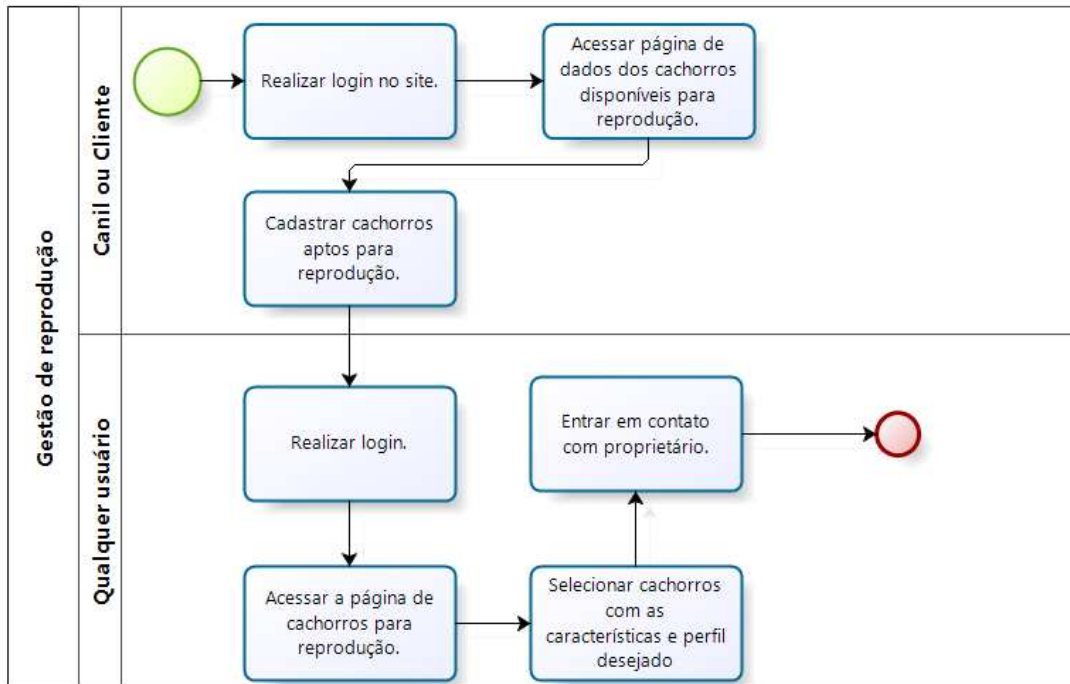 Gestão de reprodução
Canil ou Cliente
Realizar login no site.
Acessar página de
dados dos cachorros
disponíveis para
reprodução.
Cadastrar cachorros
aptos para
reprodução.
Qualquer usuário
Realizar login.
Acessar a página de
cachorros para
reprodução.
Selecionar cachorros
com as
características e perfil
desejado
Entrar em contato
com proprietário.